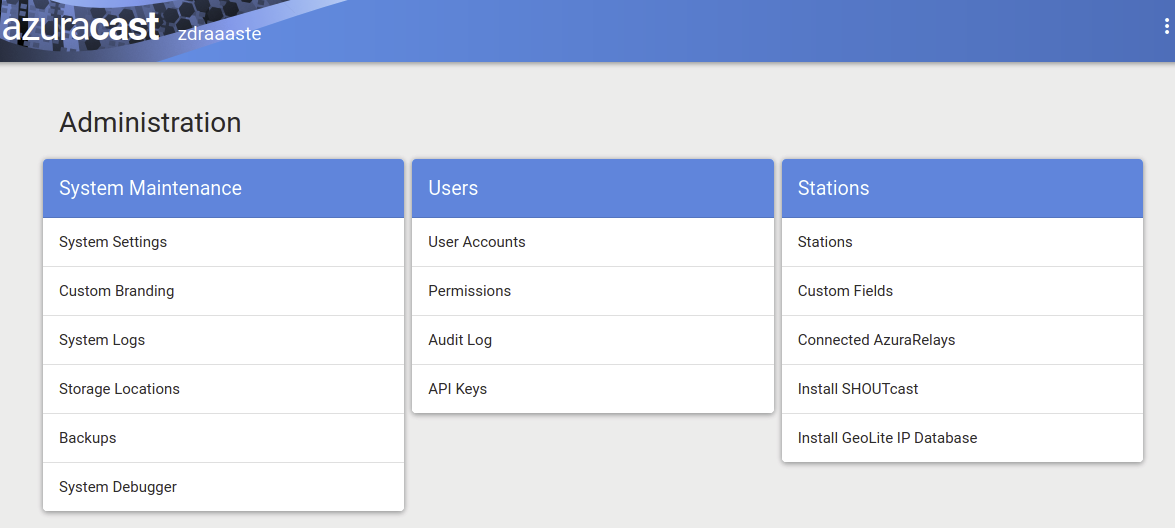 azuracast zdraaaste
Administration
System Maintenance
System Settings
Custom Branding
System Logs
Storage Locations
Backups
System Debugger
Users
User Accounts
Permissions
Audit Log
API Keys
Stations
Stations
Custom Fields
Connected AzuraRelays
Install SHOUTcast
Install GeoLite IP Database